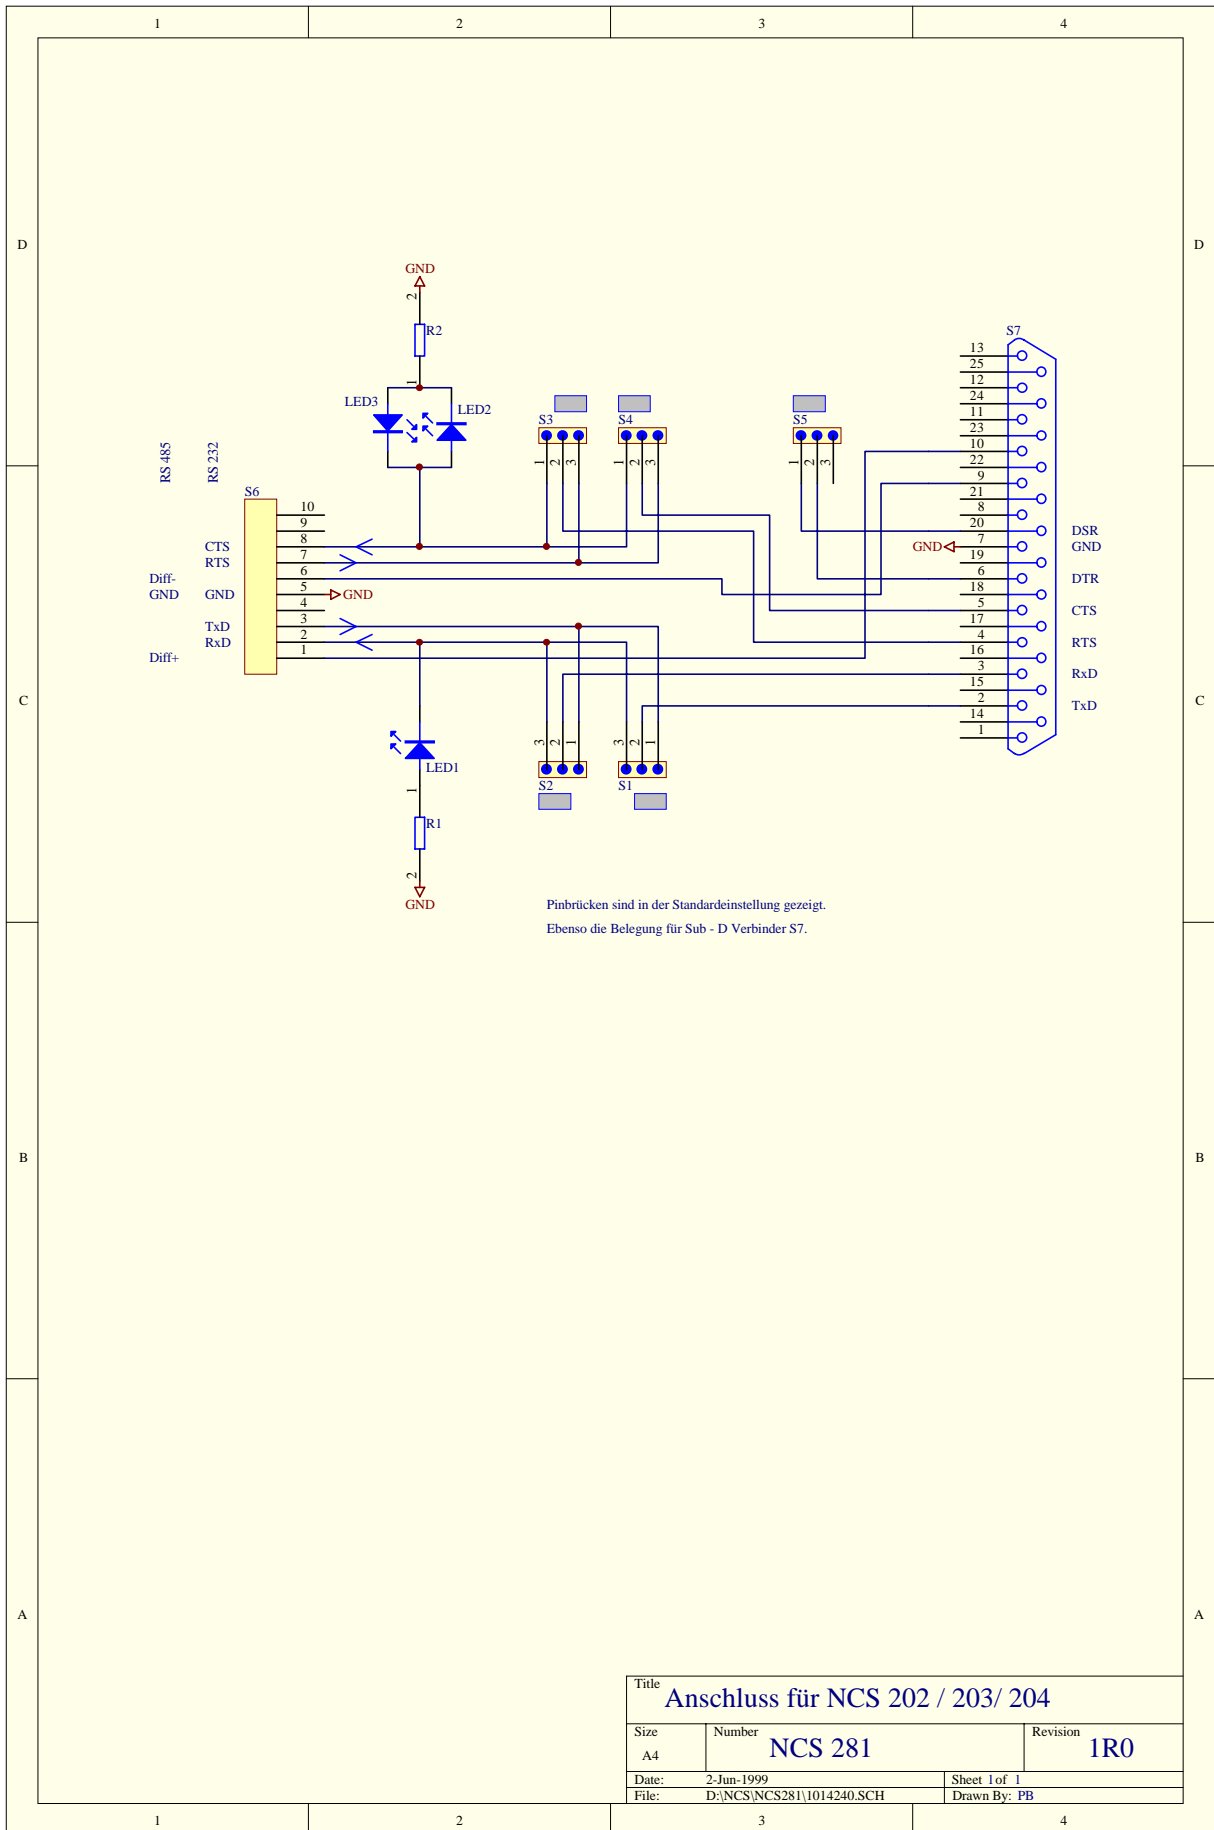 1 2 3 4
D D
GND
2
R2
1
LED3 LED2
S3 S4 S5
1 2 3 1 2 3 1 2 3
S7
13
25
12
24
11
23
10
22
9
21
8
20 DSR
GND 7 GND
19
6 DTR
18
5 CTS
17
4 RTS
16
3 RxD
15
2 TxD
14
1
RS 485 RS 232
S6
10
9
CTS 8
RTS 7
Diff- 6
GND GND 5 GND
4
TxD 3
RxD 2
Diff+ 1
C C
3 2 1 3 2 1
LED1
S2 S1
1
R1
2
GND
Pinbrücken sind in der Standardeinstellung gezeigt.
Ebenso die Belegung für Sub - D Verbinder S7.
B B
A A
Title
Anschluss für NCS 202 / 203/ 204
Size Number Revision
A4 NCS 281 1R0
Date: 2-Jun-1999 Sheet 1 of 1
File: D:\NCS\NCS281\1014240.SCH Drawn By: PB
1 2 3 4